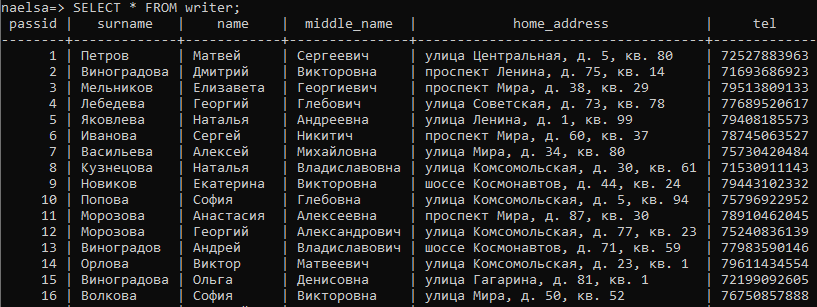 naelsa=> SELECT * FROM writer;
passid | surname | name | middle_name | home_address | tel
1 | Петров | Матвей | Сергеевич | улица Центральная, д. 5, кв. 80 | 72527883963
2 | Виноградова | Дмитрий | Викторовна | проспект Ленина, д. 75, кв. 14 | 71693686923
3 | Мельников | Елизавета | Георгиевич | проспект Мира, д. 38, кв. 29 | 79513809133
4 | Лебедева | Георгий | Глебович | улица Советская, д. 73, кв. 78 | 77689520617
5 | Яковлева | Наталья | Андреевна | улица Ленина, д. 1, кв. 99 | 79408185573
6 | Иванова | Сергей | Никитич | проспект Мира, д. 60, кв. 37 | 78745063527
7 | Васильева | Алексей | Михайловна | улица Мира, д. 34, кв. 80 | 75730420484
8 | Кузнецова | Наталья | Владиславовна | улица Комсомольская, д. 30, кв. 61 | 71530911143
9 | Новиков | Екатерина | Викторовна | шоссе Космонавтов, д. 44, кв. 24 | 79443102332
10 | Попова | София | Глебовна | улица Комсомольская, д. 5, кв. 94 | 75796922952
11 | Морозова | Анастасия | Алексеевна | проспект Мира, д. 87, кв. 30 | 78910462045
12 | Морозова | Георгий | Александрович | улица Комсомольская, д. 77, кв. 23 | 75240836139
13 | Виноградов | Андрей | Владиславович | шоссе Космонавтов, д. 71, кв. 59 | 77983590146
14 | Орлова | Виктор | Матвеевич | улица Комсомольская, д. 23, кв. 1 | 79611434554
15 | Виноградова | Ольга | Денисовна | улица Гагарина, д. 81, кв. 1 | 72199092605
16 | Волкова | София | Викторовна | улица Мира, д. 50, кв. 52 | 76750857888